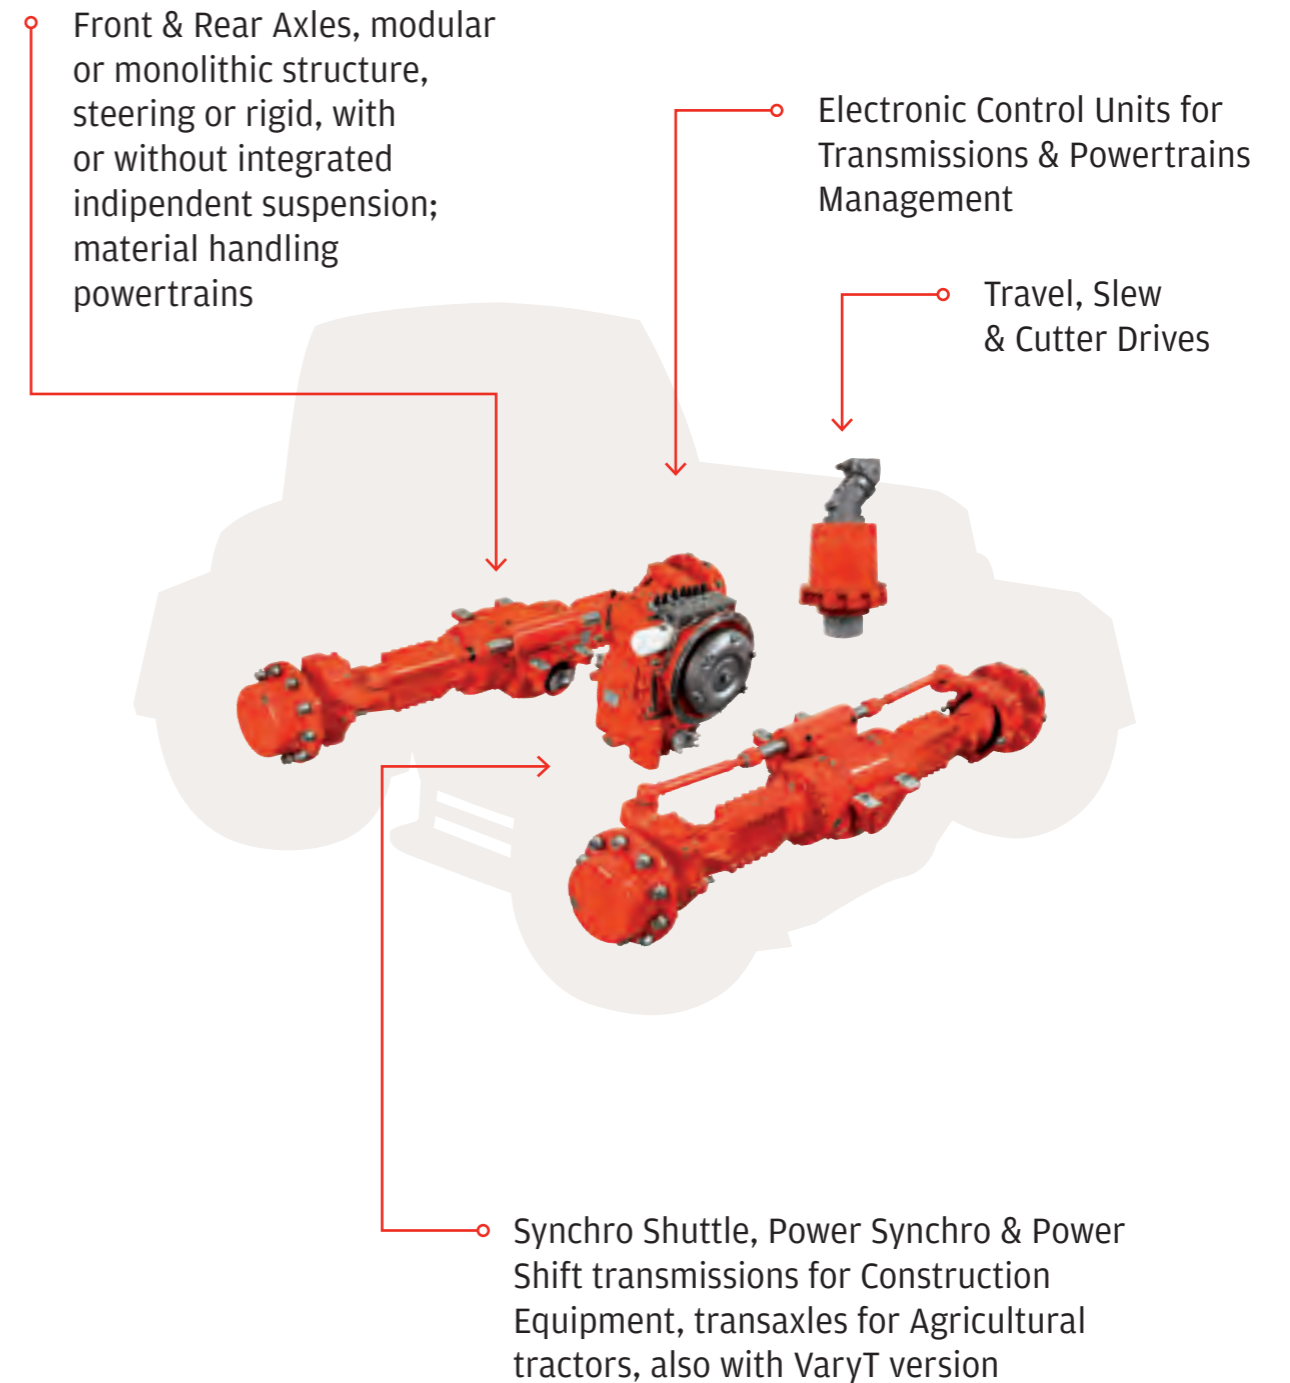 Front & Rear Axles, modular
or monolithic structure,
steering or rigid, with
or without integrated
indipendent suspension;
material handling
powertrains
Electronic Control Units for
Transmissions & Powertrains
Management
Travel, Slew
& Cutter Drives
Synchro Shuttle, Power Synchro & Power
Shift transmissions for Construction
Equipment, transaxles for Agricultural
tractors, also with VaryT version